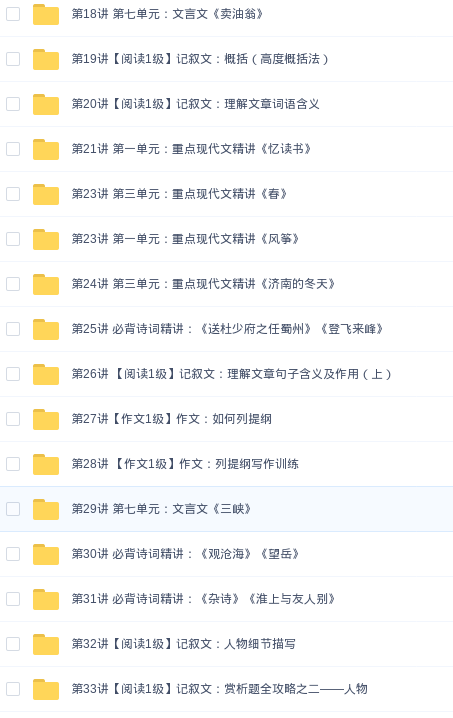 第18讲 第七单元：文言文《卖油翁》
第19讲【阅读1级】记叙文：概括（高度概括法）
第20讲【阅读1级】记叙文：理解文章词语含义
第21讲 第一单元：重点现代文精讲《忆读书》
第23讲 第三单元：重点现代文精讲《春》
第23讲 第一单元：重点现代文精讲《风筝》
第24讲 第三单元：重点现代文精讲《济南的冬天》
第25讲 必背诗词精讲：《送杜少府之任蜀州》《登飞来峰》
第26讲 【阅读1级】记叙文：理解文章句子含义及作用（上）
第27讲【作文1级】作文：如何列提纲
第28讲 【作文1级】作文：列提纲写作训练
第29讲 第七单元：文言文《三峡》
第30讲 必背诗词精讲：《观沧海》《望岳》
第31讲 必背诗词精讲：《杂诗》《淮上与友人别》
第32讲【阅读1级】记叙文：人物细节描写
第33讲【阅读1级】记叙文：赏析题全攻略之二——人物